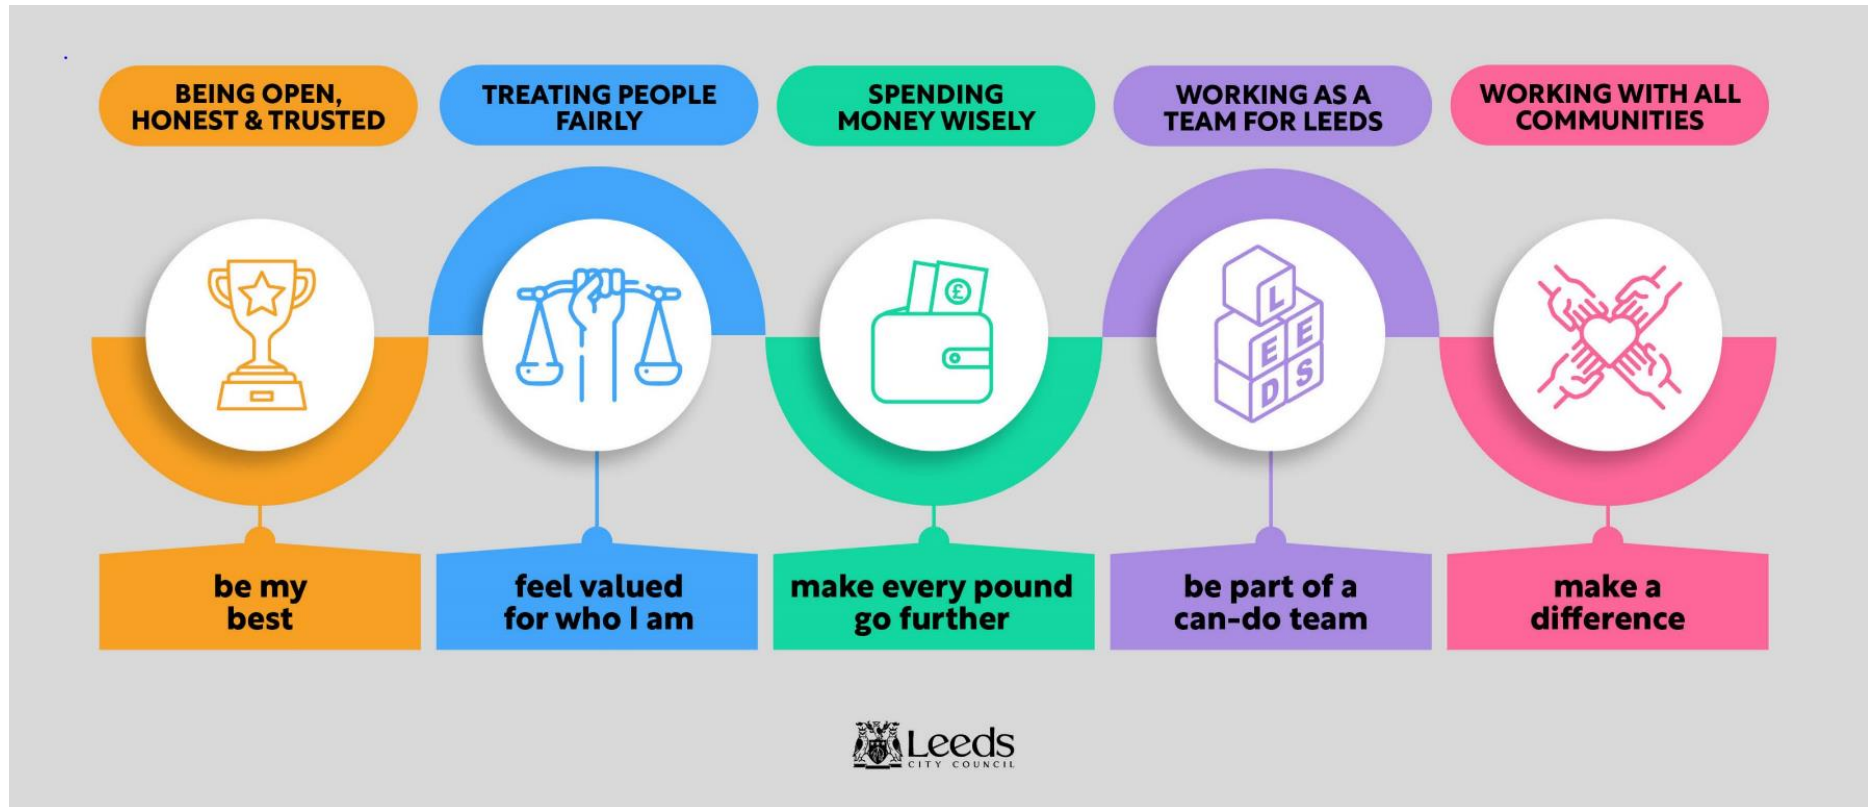 BEING OPEN,
HONEST & TRUSTED
TREATING PEOPLE
FAIRLY
SPENDING
MONEY WISELY
WORKING AS A
TEAM FOR LEEDS
WORKING WITH ALL
COMMUNITIES
£
L
E E
D S
be my
best
feel valued
for who I am
make every pound
go further
be part of a
can-do team
make a
difference
Leeds
CITY COUNCIL